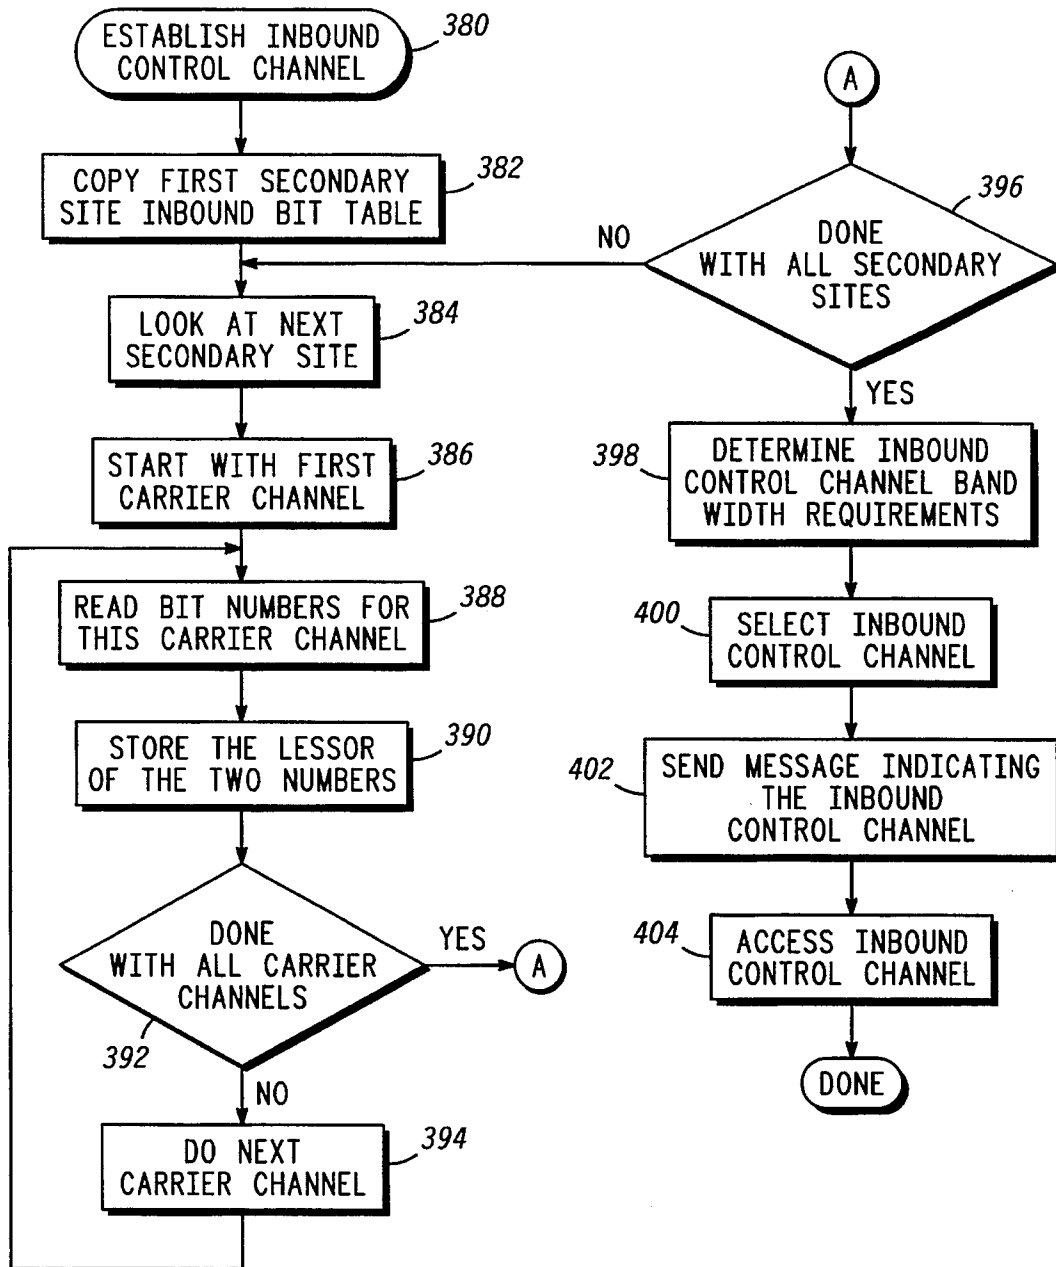 ESTABLISH INBOUND
CONTROL CHANNEL
380
COPY FIRST SECONDARY
SITE INBOUND BIT TABLE
382
LOOK AT NEXT
SECONDARY SITE
384
START WITH FIRST
CARRIER CHANNEL
386
READ BIT NUMBERS FOR
THIS CARRIER CHANNEL
388
STORE THE LESSOR
OF THE TWO NUMBERS
390
DONE
WITH ALL CARRIER
CHANNELS
392
YES
A
NO
DO NEXT
CARRIER CHANNEL
394
A
DONE
WITH ALL SECONDARY
SITES
396
NO
YES
DETERMINE INBOUND
CONTROL CHANNEL BAND
WIDTH REQUIREMENTS
398
SELECT INBOUND
CONTROL CHANNEL
400
SEND MESSAGE INDICATING
THE INBOUND
CONTROL CHANNEL
402
ACCESS INBOUND
CONTROL CHANNEL
404
DONE